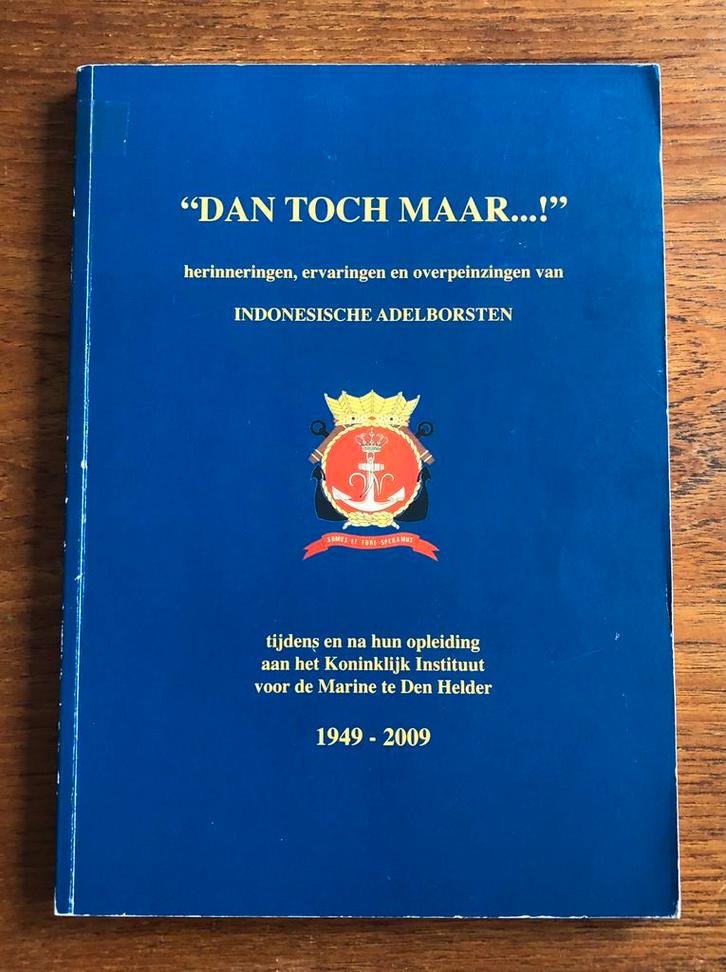 “DAN TOCH MAAR...!”
herinneringen, ervaringen en overpeinzingen van
INDONESISCHE ADELBORSTEN
SUMUS ET FORE SPERAMUS
tijdens en na hun opleiding
aan het Koninklijk Instituut
voor de Marine te Den Helder
1949 - 2009